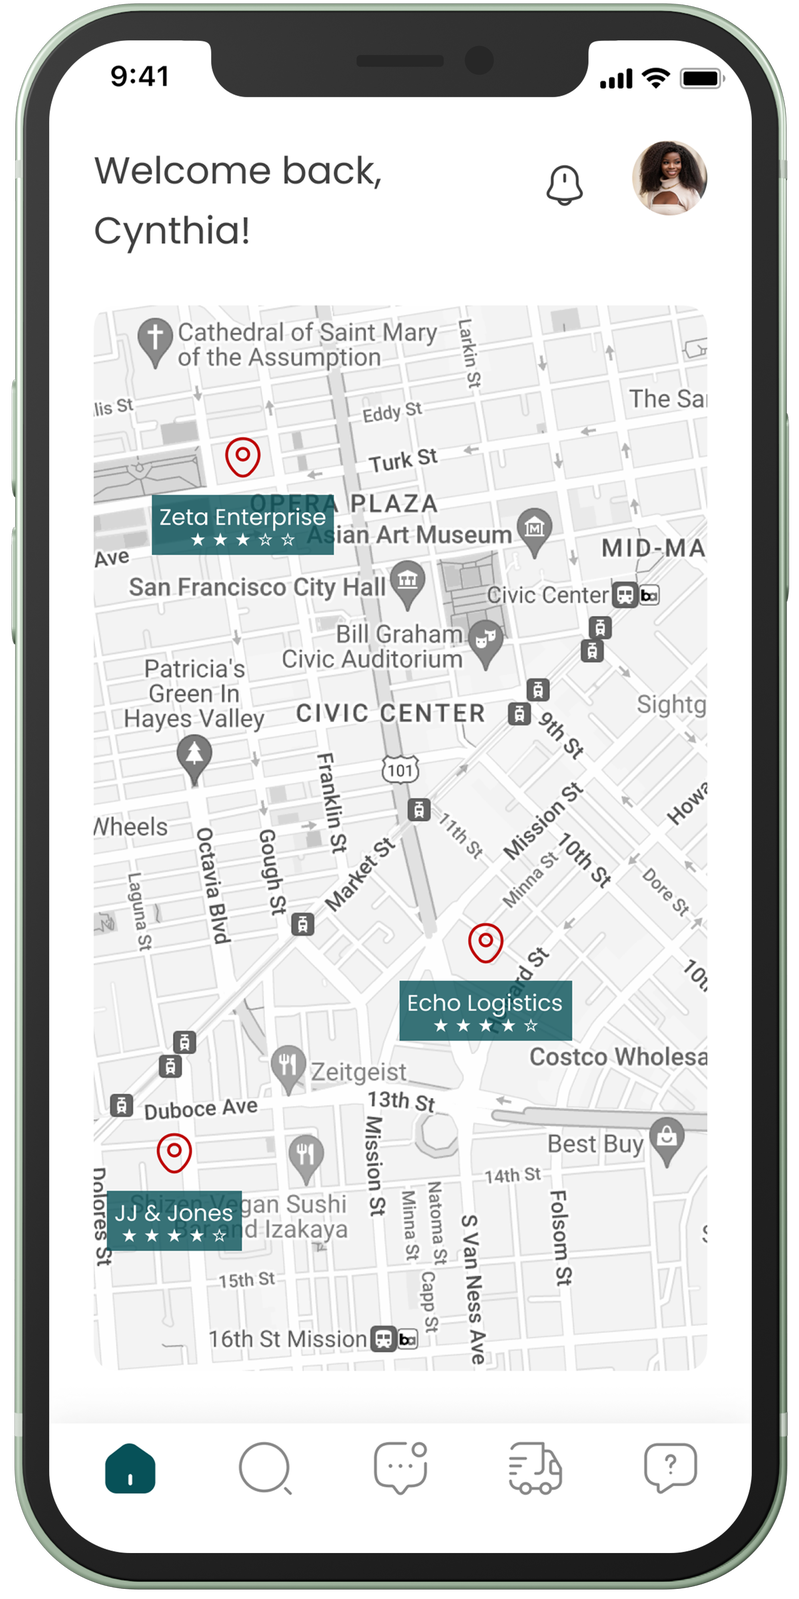 9:41
Welcome back,
Cynthia!
Cathedral of Saint Mary
of the Assumption
Larkin St
llis St
Eddy St
The Sa
Turk St
OPERA PLAZA
Zeta Enterprise
★ ★ ★ ☆ ☆
Asian Art Museum
Ave
MID-MA
San Francisco City Hall
Civic Center
Bill Graham
Civic Auditorium
Patricia's
Green In
Hayes Valley
CIVIC CENTER
Sightg
9th St
101
Franklin St
Wheels
Octavia Blvd
Gough St
Market St
11th St
Mission St
Howa
10th St
Minna St
Dore St
Laguna St
Howard St
10t
Echo Logistics
★ ★ ★ ★ ☆
Costco Wholesa
Zeitgeist
Duboce Ave
13th St
Mission St
Best Buy
14th St
Dolores St
Shizen Vegan Sushi
Bar and Izakaya
JJ & Jones
★ ★ ★ ★ ☆
Minna St
Natoma St
S Van Ness Ave
Folsom St
15th St
Capp St
16th St Mission